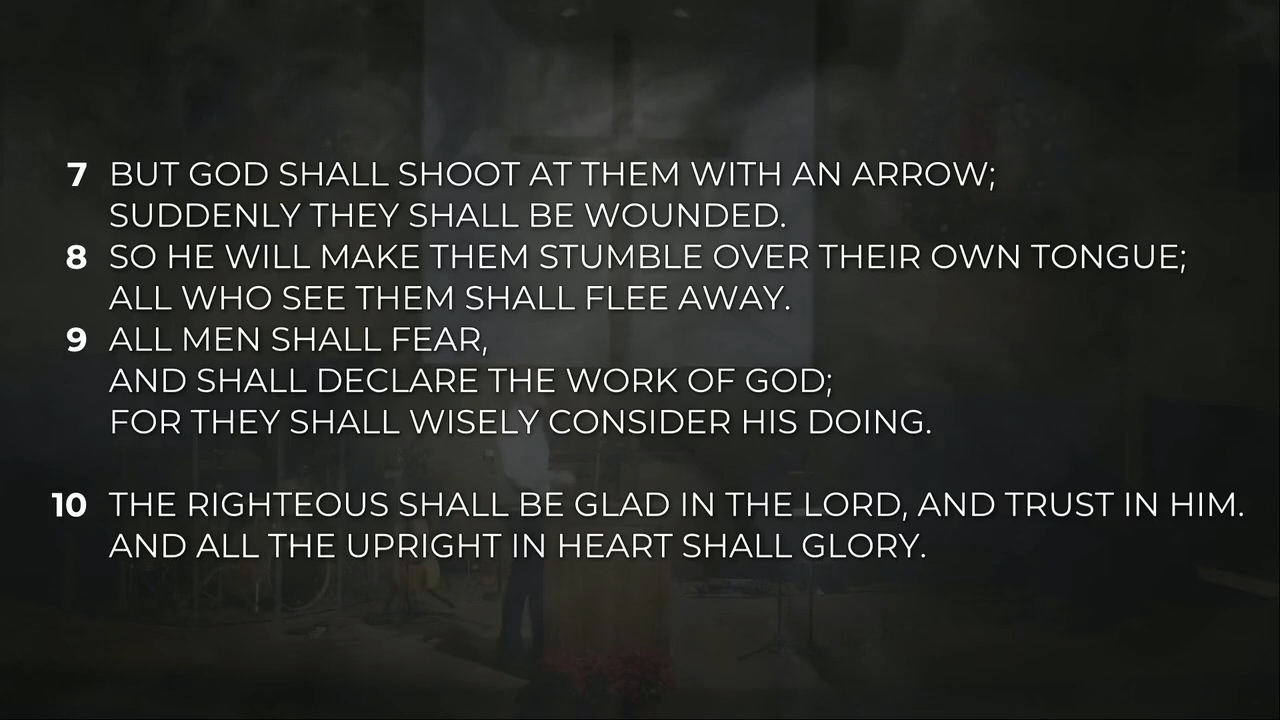 7 BUT GOD SHALL SHOOT AT THEM WITH AN ARROW;
SUDDENLY THEY SHALL BE WOUNDED.
8 SO HE WILL MAKE THEM STUMBLE OVER THEIR OWN TONGUE;
ALL WHO SEE THEM SHALL FLEE AWAY.
9 ALL MEN SHALL FEAR,
AND SHALL DECLARE THE WORK OF GOD;
FOR THEY SHALL WISELY CONSIDER HIS DOING.
10 THE RIGHTEOUS SHALL BE GLAD IN THE LORD, AND TRUST IN HIM.
AND ALL THE UPRIGHT IN HEART SHALL GLORY.